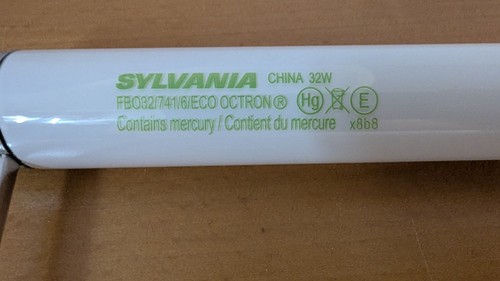 SYLVANIA CHINA 32W
FBO32/741/6/ECO OCTRON® Hg E
Contains mercury / Contient du mercure x8b8